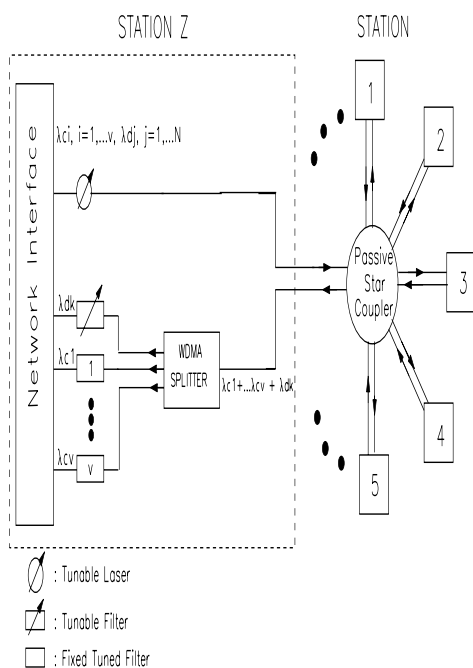 STATION Z
STATION
λci, i=1,...v, λdj, j=1,...N
Network Interface
λdk
λc1
1
λcv
v
WDMA
SPLITTER
λc1+...λcv + λdk
Passive
Star
Coupler
1
2
3
4
5
: Tunable Laser
: Tunable Filter
: Fixed Tuned Filter